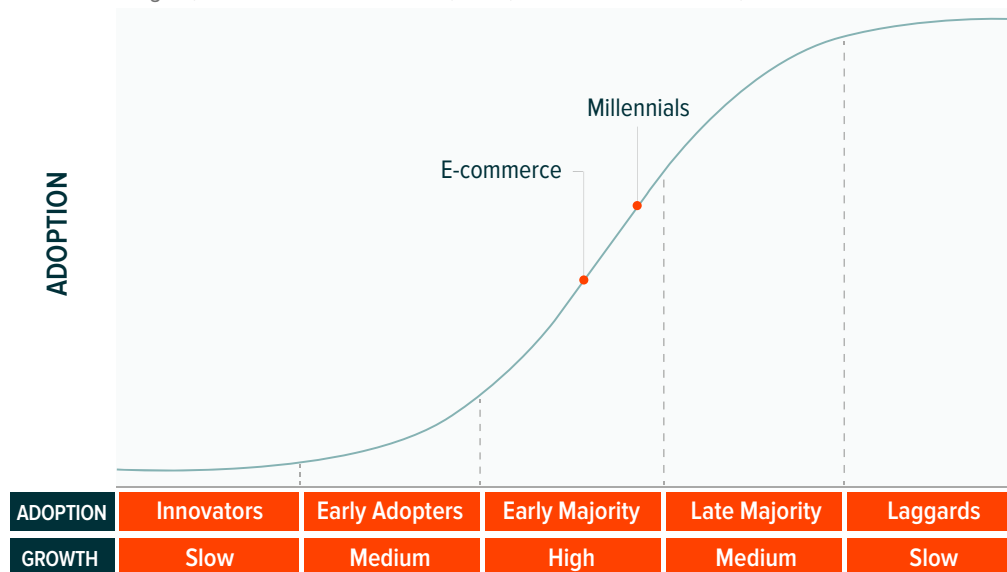 Millennials
E-commerce
ADOPTION
ADOPTION Innovators Early Adopters Early Majority Late Majority Laggards
GROWTH Slow Medium High Medium Slow